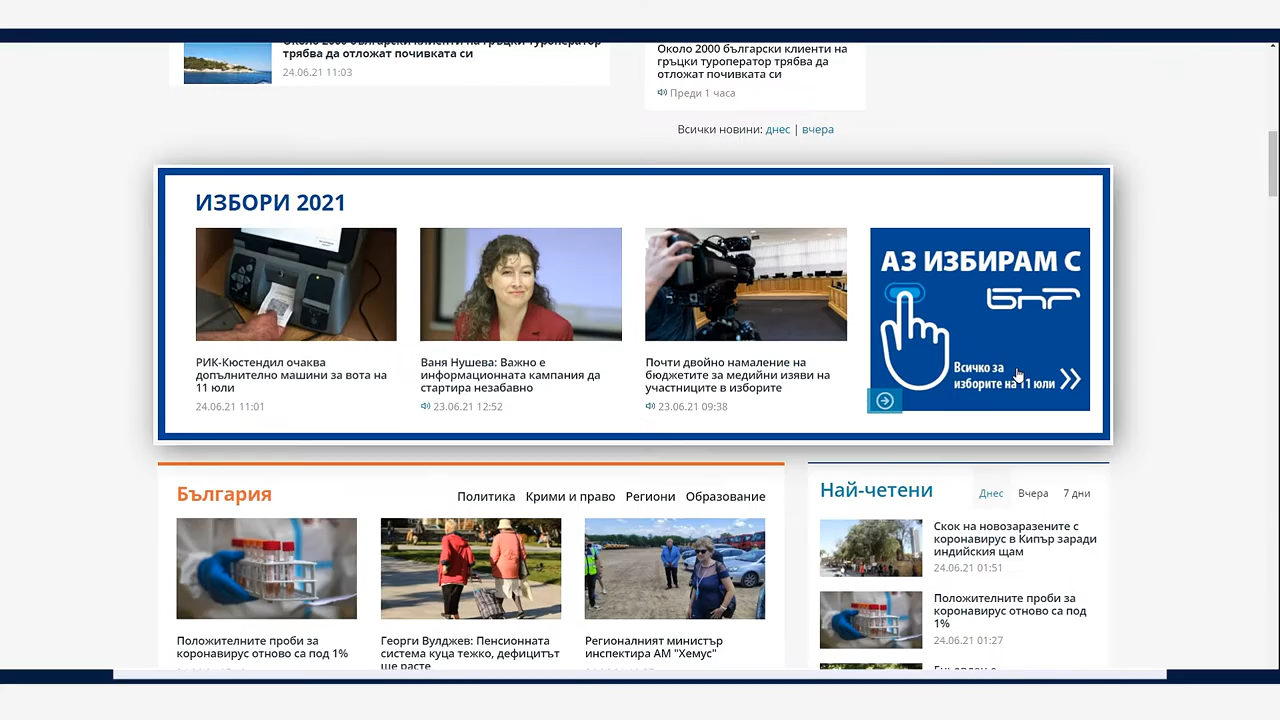 Около 2000 български клиенти на гръцки туроператор
трябва да отложат почивката си
24.06.21 11:03
Около 2000 български клиенти на
гръцки туроператор трябва да
отложат почивката си
Преди 1 часа
Всички новини: днес | вчера
ИЗБОРИ 2021
РИК-Кюстендил очаква
допълнително машини за вота на
11 юли
24.06.21 11:01
Ваня Нушева: Важно е
информационната кампания да
стартира незабавно
23.06.21 12:52
Почти двойно намаление на
бюджетите за медийни изяви на
участниците в изборите
23.06.21 09:38
АЗ ИЗБИРАМ С
БНР
Всичко за
изборите на 11 юли
България
Политика Крими и право Региони Образование
Положителните проби за
коронавирус отново са под 1%
Георги Вулджев: Пенсионната
система куца тежко, дефицитът
ще расте
Регионалният министър
инспектира АМ "Хемус"
Най-четени
Днес Вчера 7 дни
Скок на новозаразените с
коронавирус в Кипър заради
индийския щам
24.06.21 01:51
Положителните проби за
коронавирус отново са под
1%
24.06.21 01:27